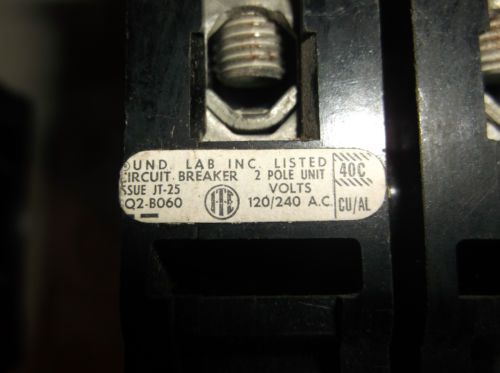 UND. LAB INC. LISTED
CIRCUIT. BREAKER 2 POLE UNIT
SSUE JT-25 VOLTS
Q2-B060 120/240 A.C.
40C
CU/AL